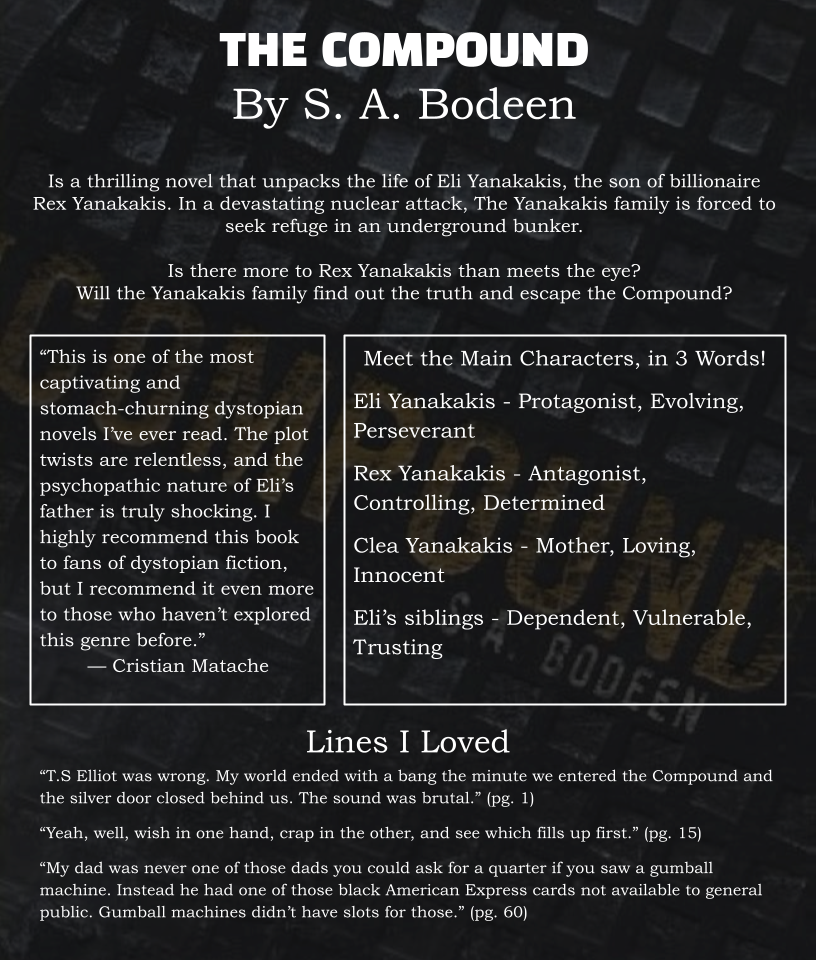 THE COMPOUND
By S. A. Bodeen
Is a thrilling novel that unpacks the life of Eli Yanakakis, the son of billionaire
Rex Yanakakis. In a devastating nuclear attack, The Yanakakis family is forced to
seek refuge in an underground bunker.
Is there more to Rex Yanakakis than meets the eye?
Will the Yanakakis family find out the truth and escape the Compound?
“This is one of the most
captivating and
stomach-churning dystopian
novels I’ve ever read. The plot
twists are relentless, and the
psychopathic nature of Eli’s
father is truly shocking. I
highly recommend this book
to fans of dystopian fiction,
but I recommend it even more
to those who haven’t explored
this genre before.”
— Cristian Matache
Meet the Main Characters, in 3 Words!
Eli Yanakakis - Protagonist, Evolving,
Perseverant
Rex Yanakakis - Antagonist,
Controlling, Determined
Clea Yanakakis - Mother, Loving,
Innocent
Eli’s siblings - Dependent, Vulnerable,
Trusting
COMPOUND
S.A. BODEEN
Lines I Loved
“T.S Elliot was wrong. My world ended with a bang the minute we entered the Compound and
the silver door closed behind us. The sound was brutal.” (pg. 1)
“Yeah, well, wish in one hand, crap in the other, and see which fills up first.” (pg. 15)
“My dad was never one of those dads you could ask for a quarter if you saw a gumball
machine. Instead he had one of those black American Express cards not available to general
public. Gumball machines didn’t have slots for those.” (pg. 60)